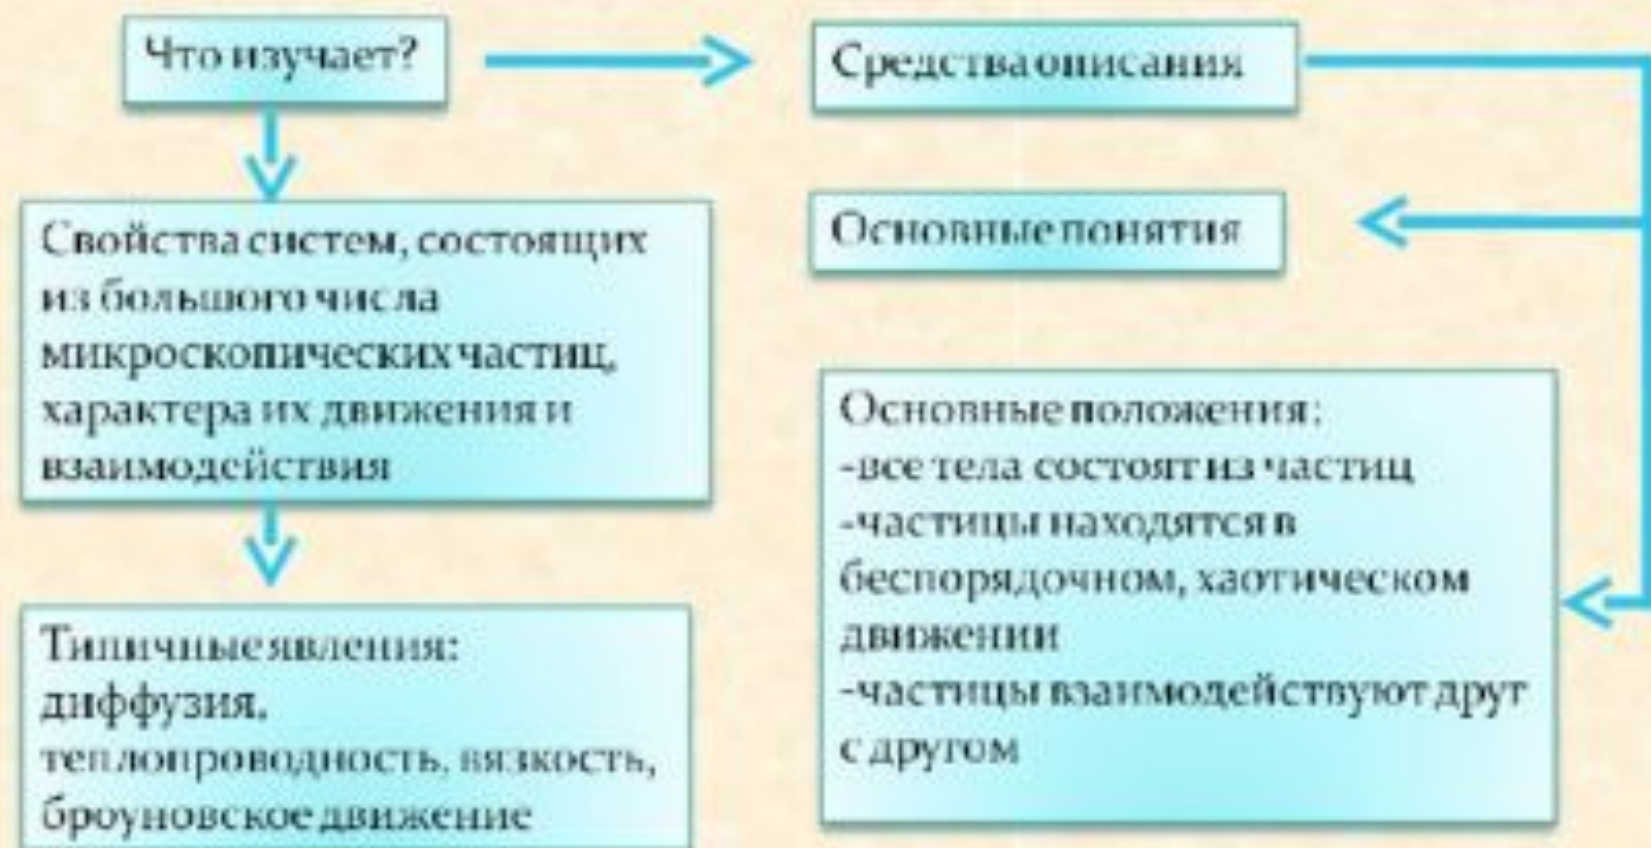 Что изучает?
Средства описания
Свойства систем, состоящих
из большого числа
микроскопических частиц,
характера их движения и
взаимодействия
Основные понятия
Основные положения:
-все тела состоят из частиц
-частицы находятся в
беспорядочном, хаотическом
движении
-частицы взаимодействуют друг
с другом
Типичные явления:
диффузия,
теплопроводность, вязкость,
броуновское движение